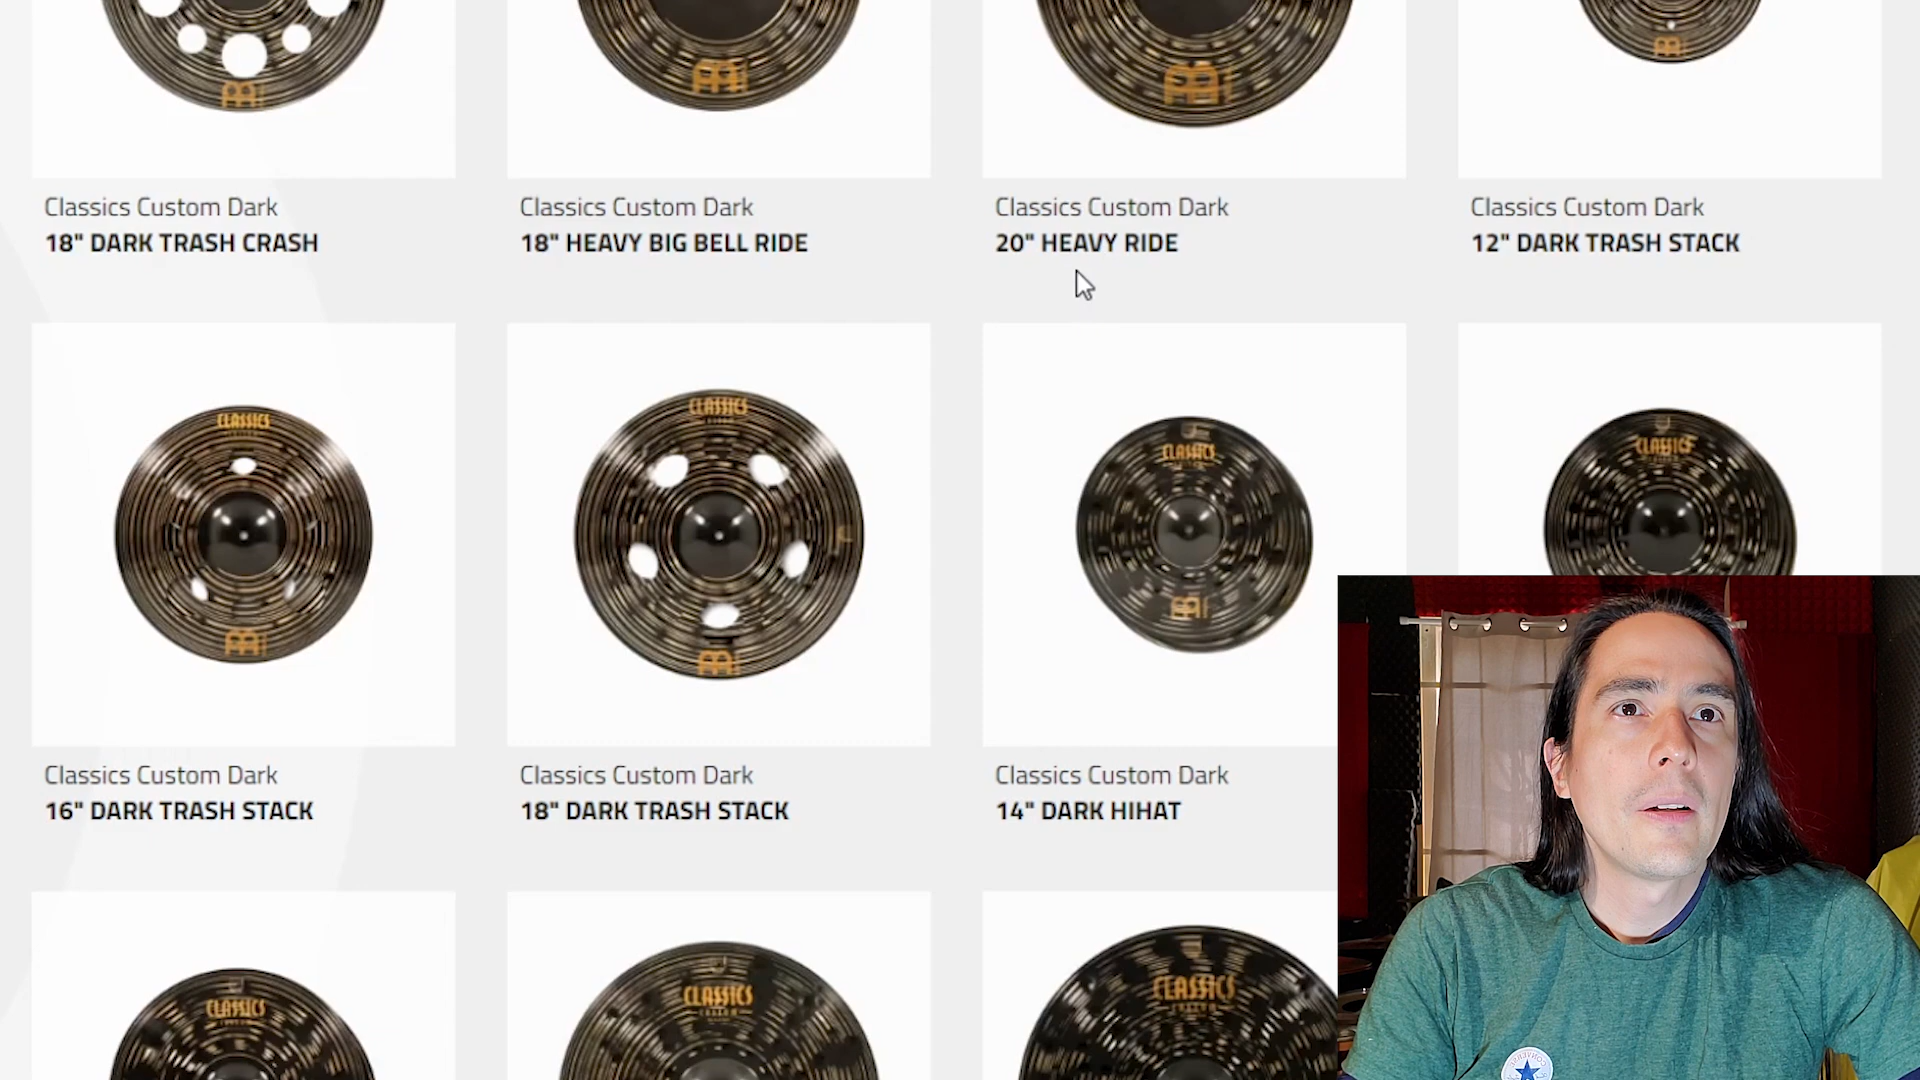 Classics Custom Dark
18" DARK TRASH CRASH
Classics Custom Dark
18" HEAVY BIG BELL RIDE
Classics Custom Dark
20" HEAVY RIDE
Classics Custom Dark
12" DARK TRASH STACK
CLASSICS
CLASSICS
CLASSICS
CLASSICS
Classics Custom Dark
16" DARK TRASH STACK
Classics Custom Dark
18" DARK TRASH STACK
Classics Custom Dark
14" DARK HIHAT
CLASSICS
CLASSICS
CUSTOM
CLASSICS